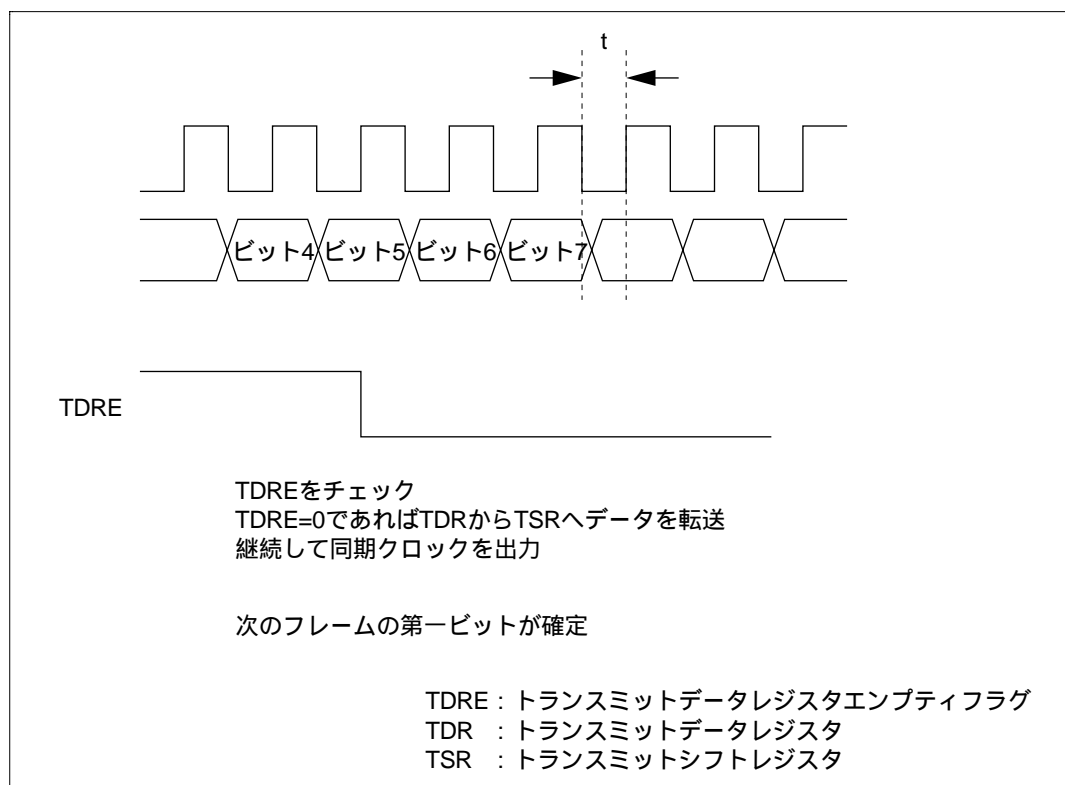 t
ビット4 ビット5 ビット6 ビット7
TDRE
TDREをチェック
TDRE=0であればTDRからTSRへデータを転送
継続して同期クロックを出力
次のフレームの第一ビットが確定
TDRE : トランスミットデータレジスタエンプティフラグ
TDR : トランスミットデータレジスタ
TSR : トランスミットシフトレジスタ